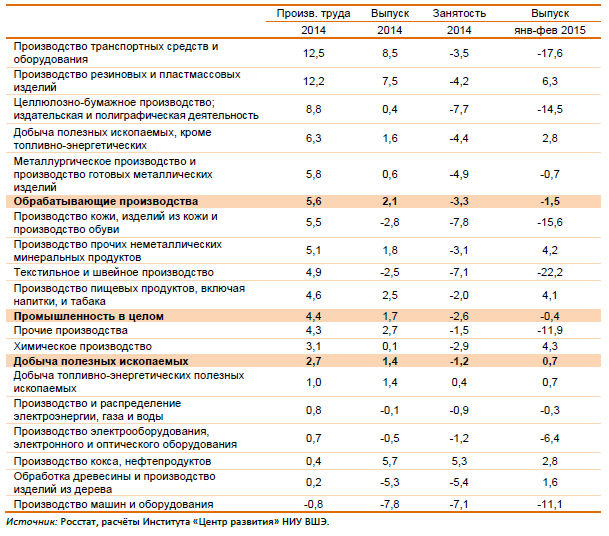 Произв. труда Выпуск Занятость Выпуск
2014 2014 2014 янв-фев 2015
Производство транспортных средств и
оборудования 12,5 8,5 -3,5 -17,6
Производство резиновых и пластмассовых
изделий 12,2 7,5 -4,2 6,3
Целлюлозно-бумажное производство;
издательская и полиграфическая деятельность 8,8 0,4 -7,7 -14,5
Добыча полезных ископаемых, кроме
топливно-энергетических 6,3 1,6 -4,4 2,8
Металлургическое производство и
производство готовых металлических 5,8 0,6 -4,9 -0,7
изделий
Обрабатывающие производства 5,6 2,1 -3,3 -1,5
Производство кожи, изделий из кожи и
производство обуви 5,5 -2,8 -7,8 -15,6
Производство прочих неметаллических
минеральных продуктов 5,1 1,8 -3,1 4,2
Текстильное и швейное производство 4,9 -2,5 -7,1 -22,2
Производство пищевых продуктов, включая
напитки, и табака 4,6 2,5 -2,0 4,1
Промышленность в целом 4,4 1,7 -2,6 -0,4
Прочие производства 4,3 2,7 -1,5 -11,9
Химическое производство 3,1 0,1 -2,9 4,3
Добыча полезных ископаемых 2,7 1,4 -1,2 0,7
Добыча топливно-энергетических полезных
ископаемых 1,0 1,4 0,4 0,7
Производство и распределение
электроэнергии, газа и воды 0,8 -0,1 -0,9 -0,3
Производство электрооборудования,
электронного и оптического оборудования 0,7 -0,5 -1,2 -6,4
Производство кокса, нефтепродуктов 0,4 5,7 5,3 2,8
Обработка древесины и производство
изделий из дерева 0,2 -5,3 -5,4 1,6
Производство машин и оборудования -0,8 -7,8 -7,1 -11,1
Источник: Росстат, расчёты Института «Центр развития» НИУ ВШЭ.